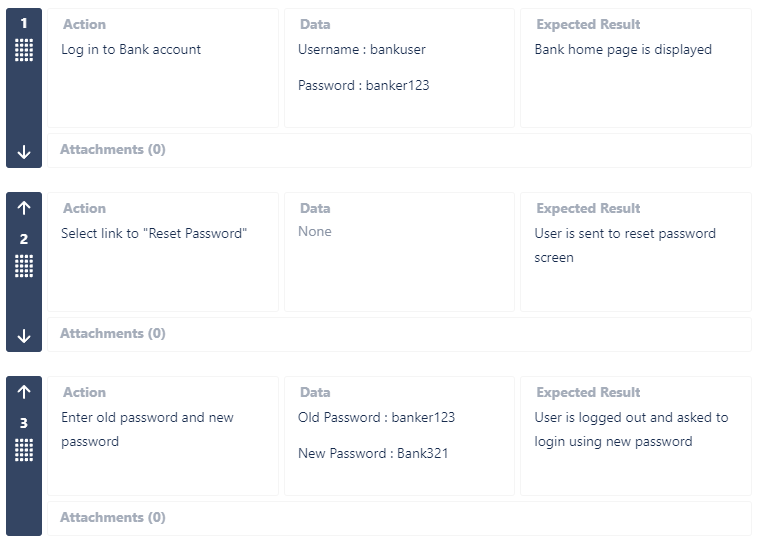 1
Action
Data
Expected Result
Log in to Bank account
Username : bankuser
Bank home page is displayed
Password : banker123
Attachments (0)
Action
Data
Expected Result
2
Select link to "Reset Password"
None
User is sent to reset password
screen
Attachments (0)
Action
Data
Expected Result
3
Enter old password and new
password
Old Password : banker123
New Password : Bank321
User is logged out and asked to
login using new password
Attachments (0)